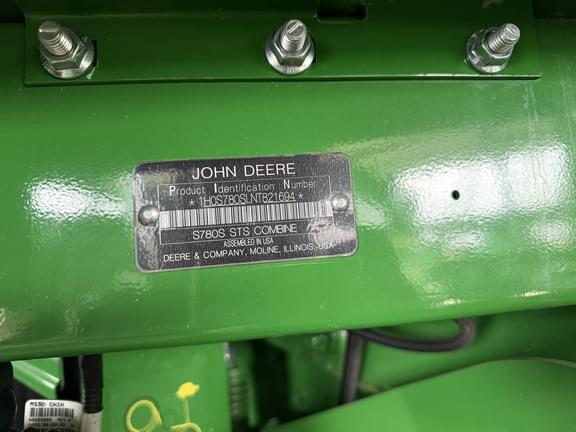 JOHN DEERE
Product Identification Number
*1H0S780SLNT821694*
S780S STS COMBINE
ASSEMBLED IN USA
DEERE & COMPANY, MOLINE, ILLINOIS, USA